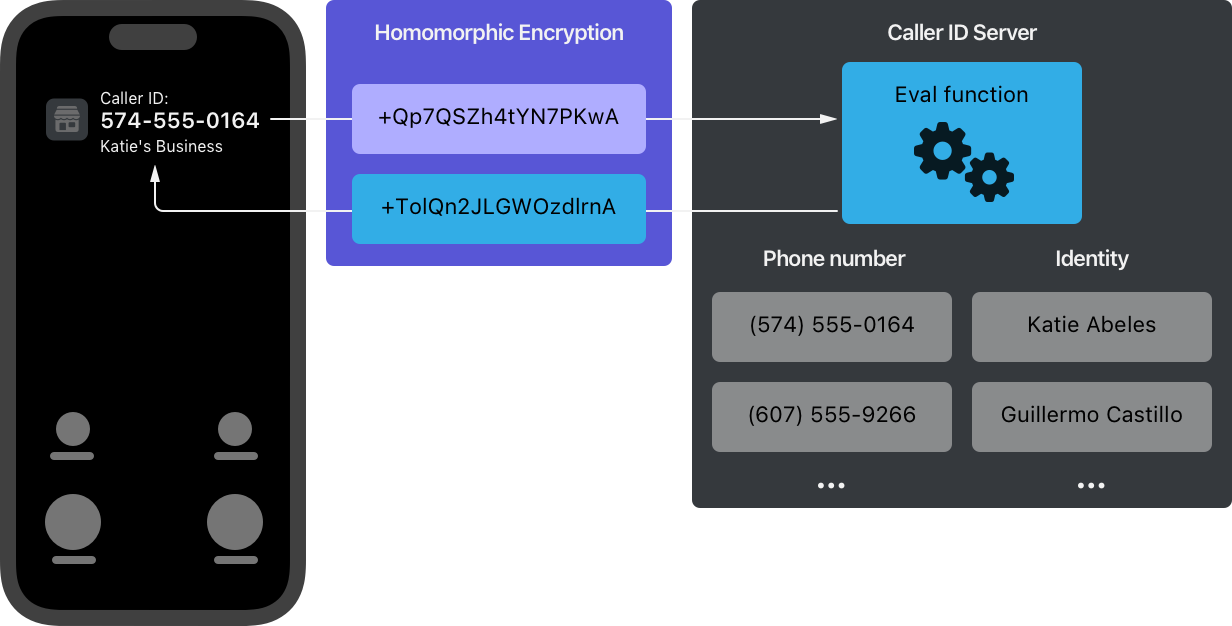 Caller ID:
574-555-0164
Katie's Business
Homomorphic Encryption
+Qp7QSZh4tYN7PKwA
+TolQn2JLGWOzdlrnA
Caller ID Server
Eval function
Phone number Identity
(574) 555-0164 Katie Abeles
(607) 555-9266 Guillermo Castillo
... ...